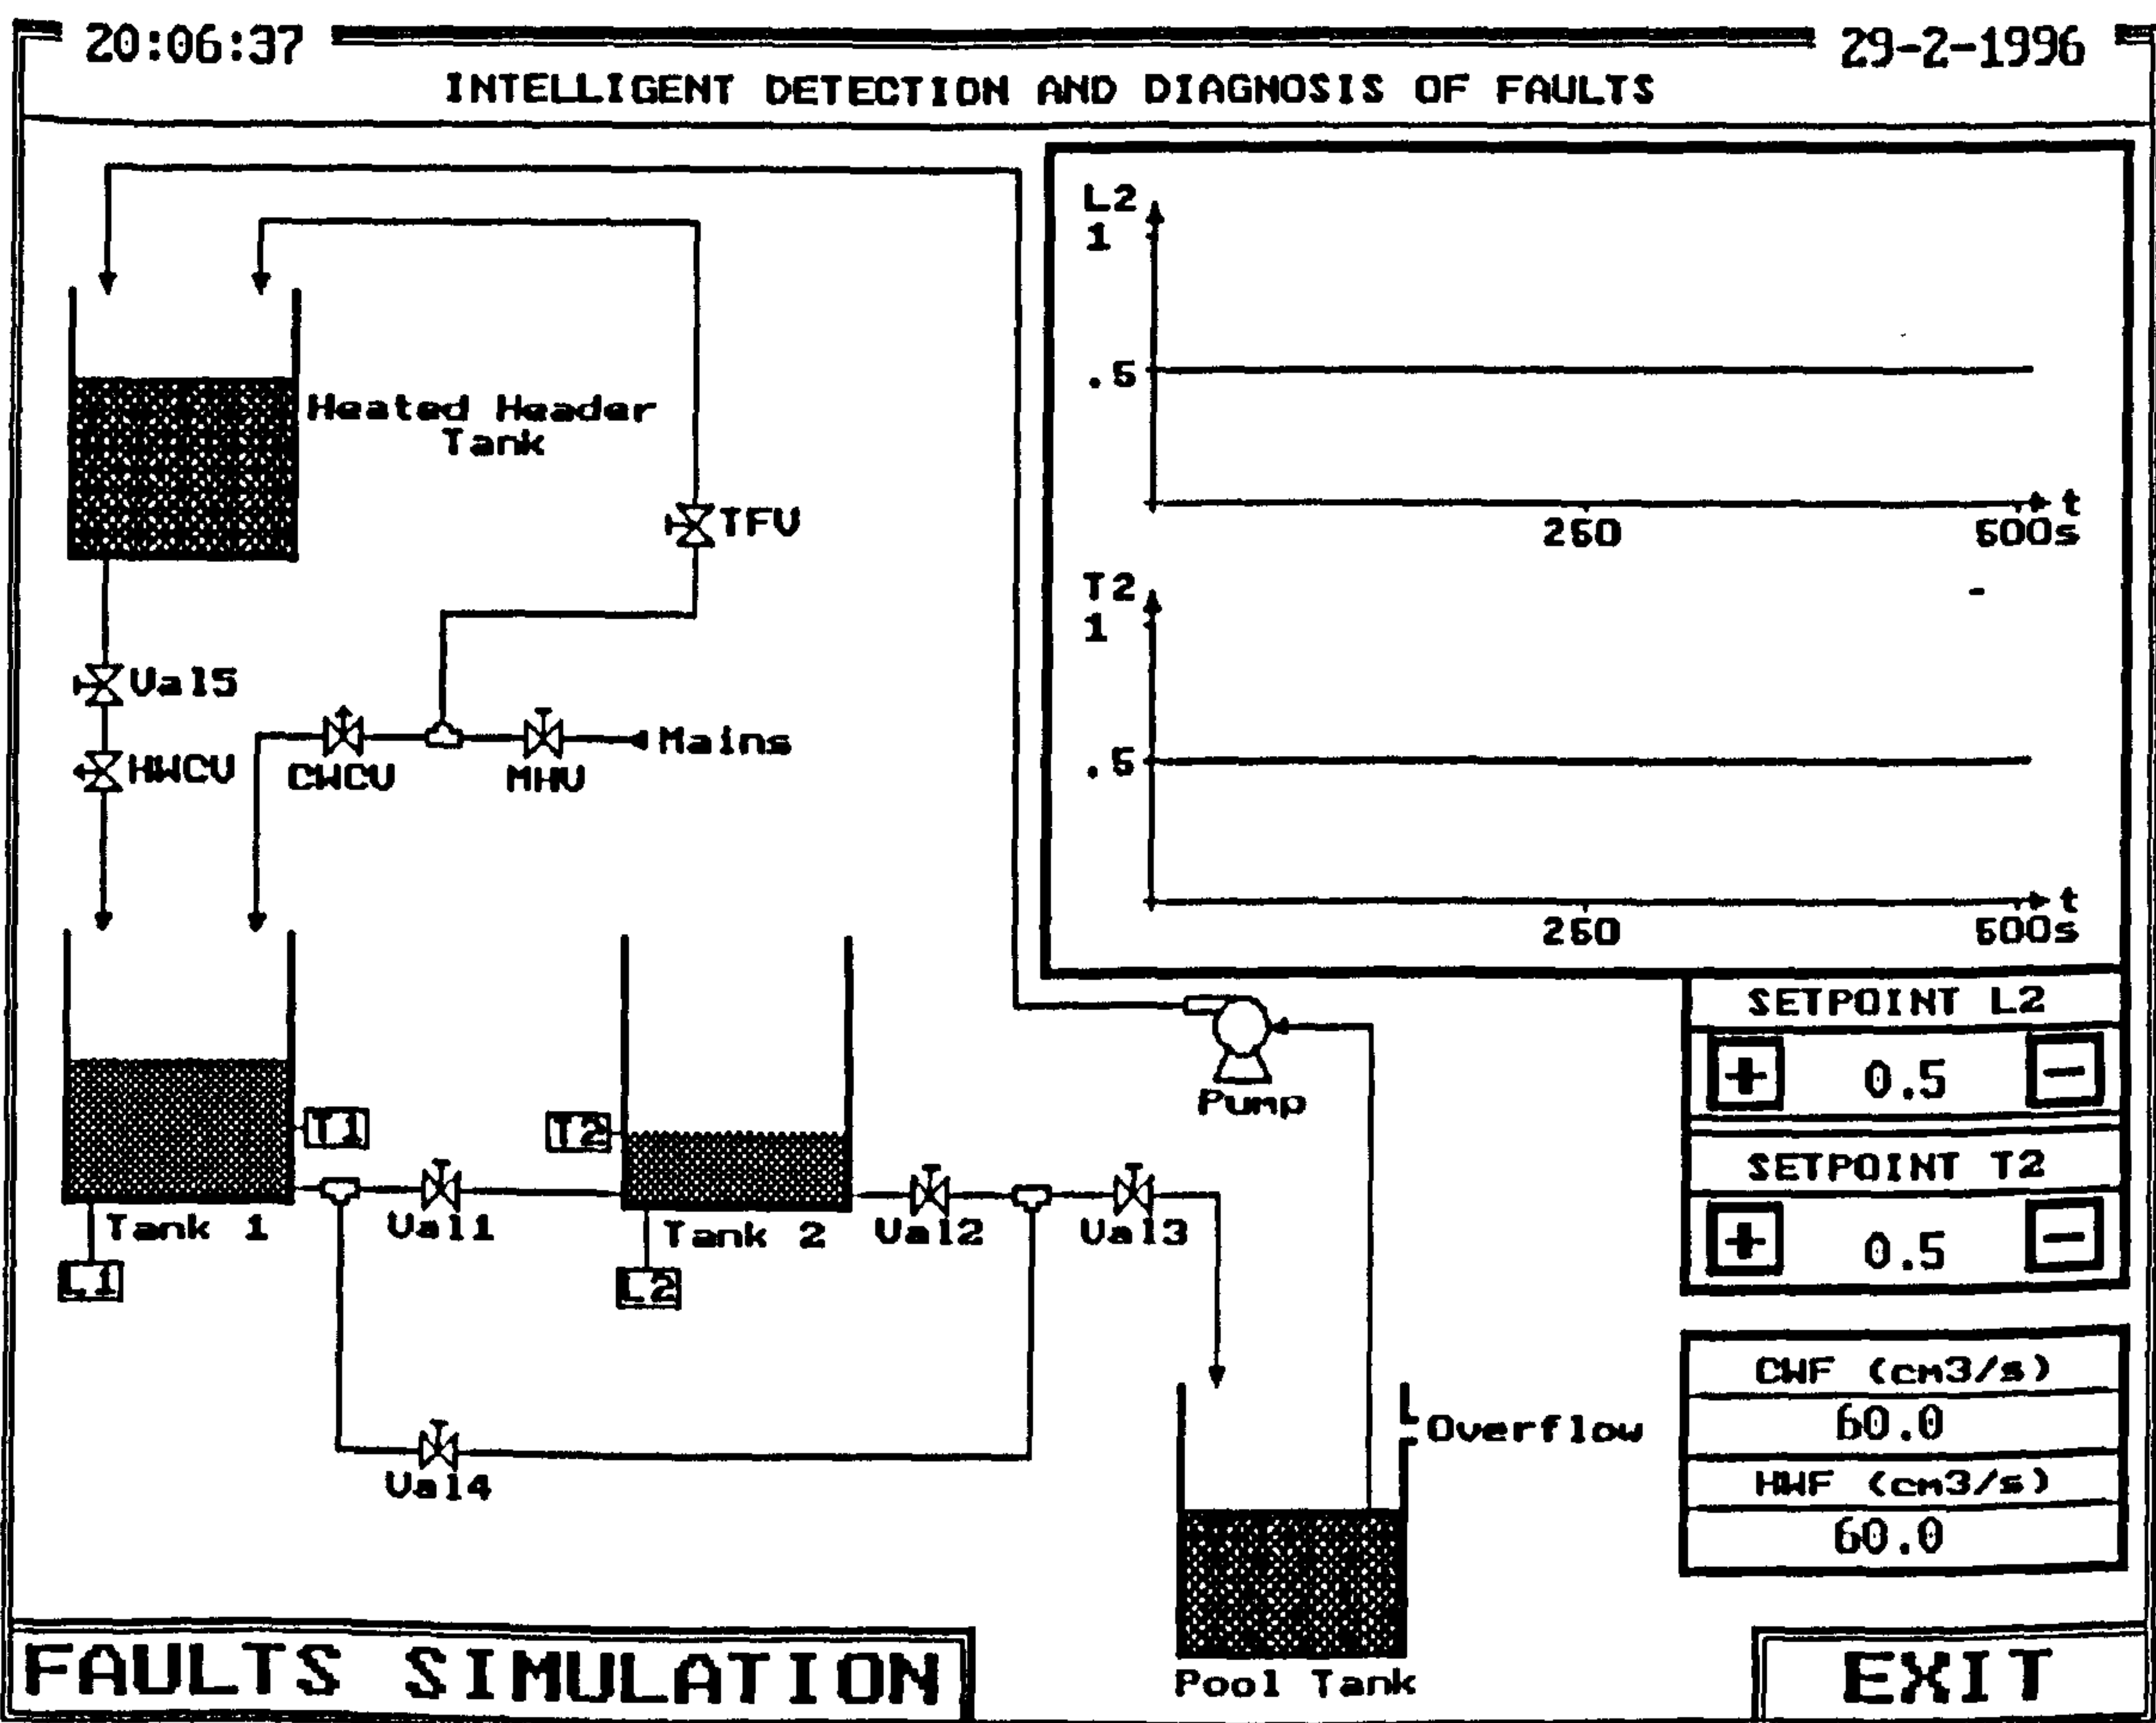 20:06:37
29-2-1996
INTELLIGENT DETECTION AND DIAGNOSIS OF FAULTS
L2
1
.5
t
250
500s
Heated Header
Tank
TFV
T2
1
.5
t
250
500s
Val5
HWCV
CWCV
MHV
Mains
T1
T2
Tank 1
Val1
Tank 2
Val2
Val3
L1
L2
Val4
Pump
SETPOINT L2
+ 0.5 -
SETPOINT T2
+ 0.5 -
Overflow
CWF (cm3/s)
60.0
HWF (cm3/s)
60.0
Pool Tank
FAULTS SIMULATION
EXIT